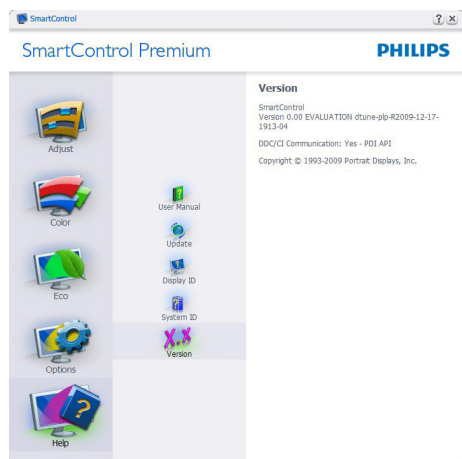 SmartControl
SmartControl Premium
PHILIPS
Adjust
Color
Eco
Options
Help
User Manual
Update
Display ID
System ID
X.X
Version
Version
SmartControl
Version 0.00 EVALUATION dtune-plp-R2009-12-17-
1913-04
DDC/CI Communication: Yes - PDI API
Copyright © 1993-2009 Portrait Displays, Inc.